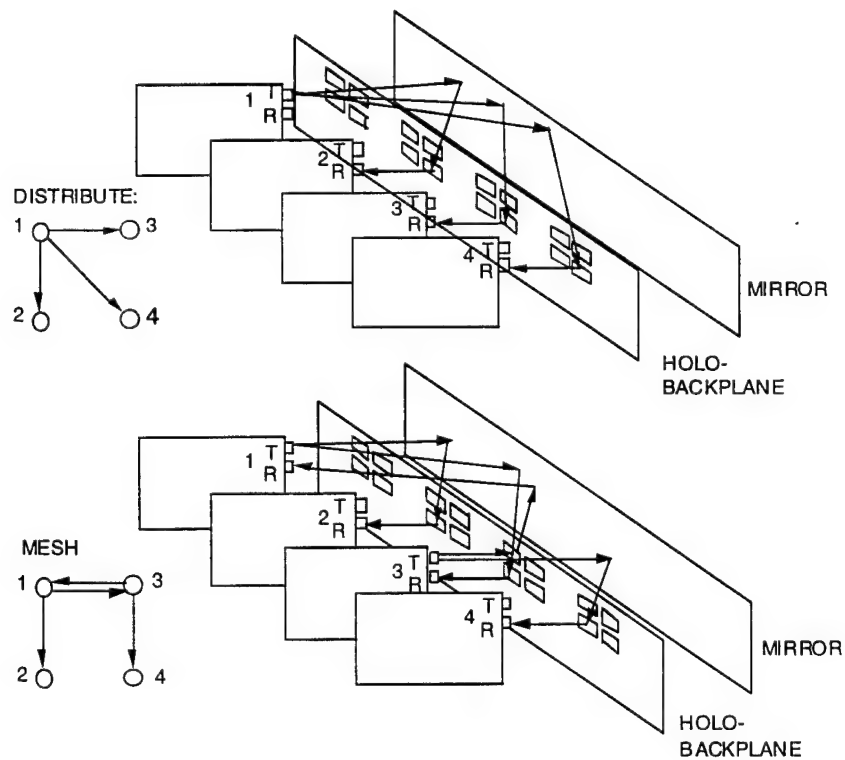 1 T
R
2 T
R
DISTRIBUTE:
1 3
3 T
R
2 4
4 T
R
MIRROR
HOLO-
BACKPLANE
1 T
R
2 T
R
MESH
1 3
3 T
R
2 4
4 T
R
MIRROR
HOLO-
BACKPLANE